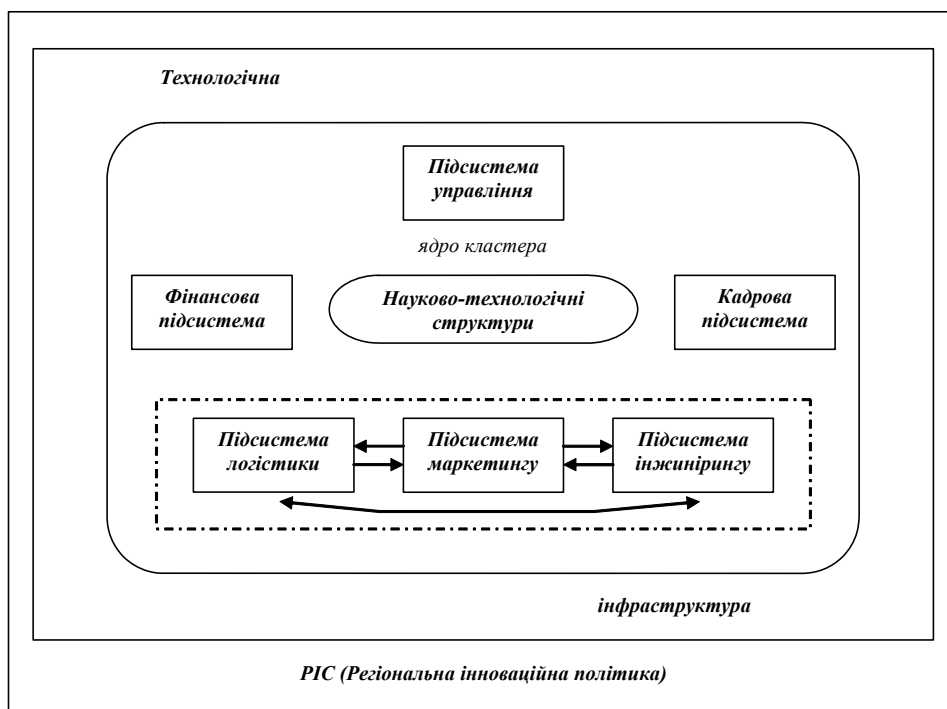 Технологічна
Підсистема
управління
ядро кластера
Фінансова
підсистема
Науково-технологічні
структури
Кадрова
підсистема
Підсистема
логістики
Підсистема
маркетингу
Підсистема
інжинірингу
інфраструктура
РІС (Регіональна інноваційна політика)